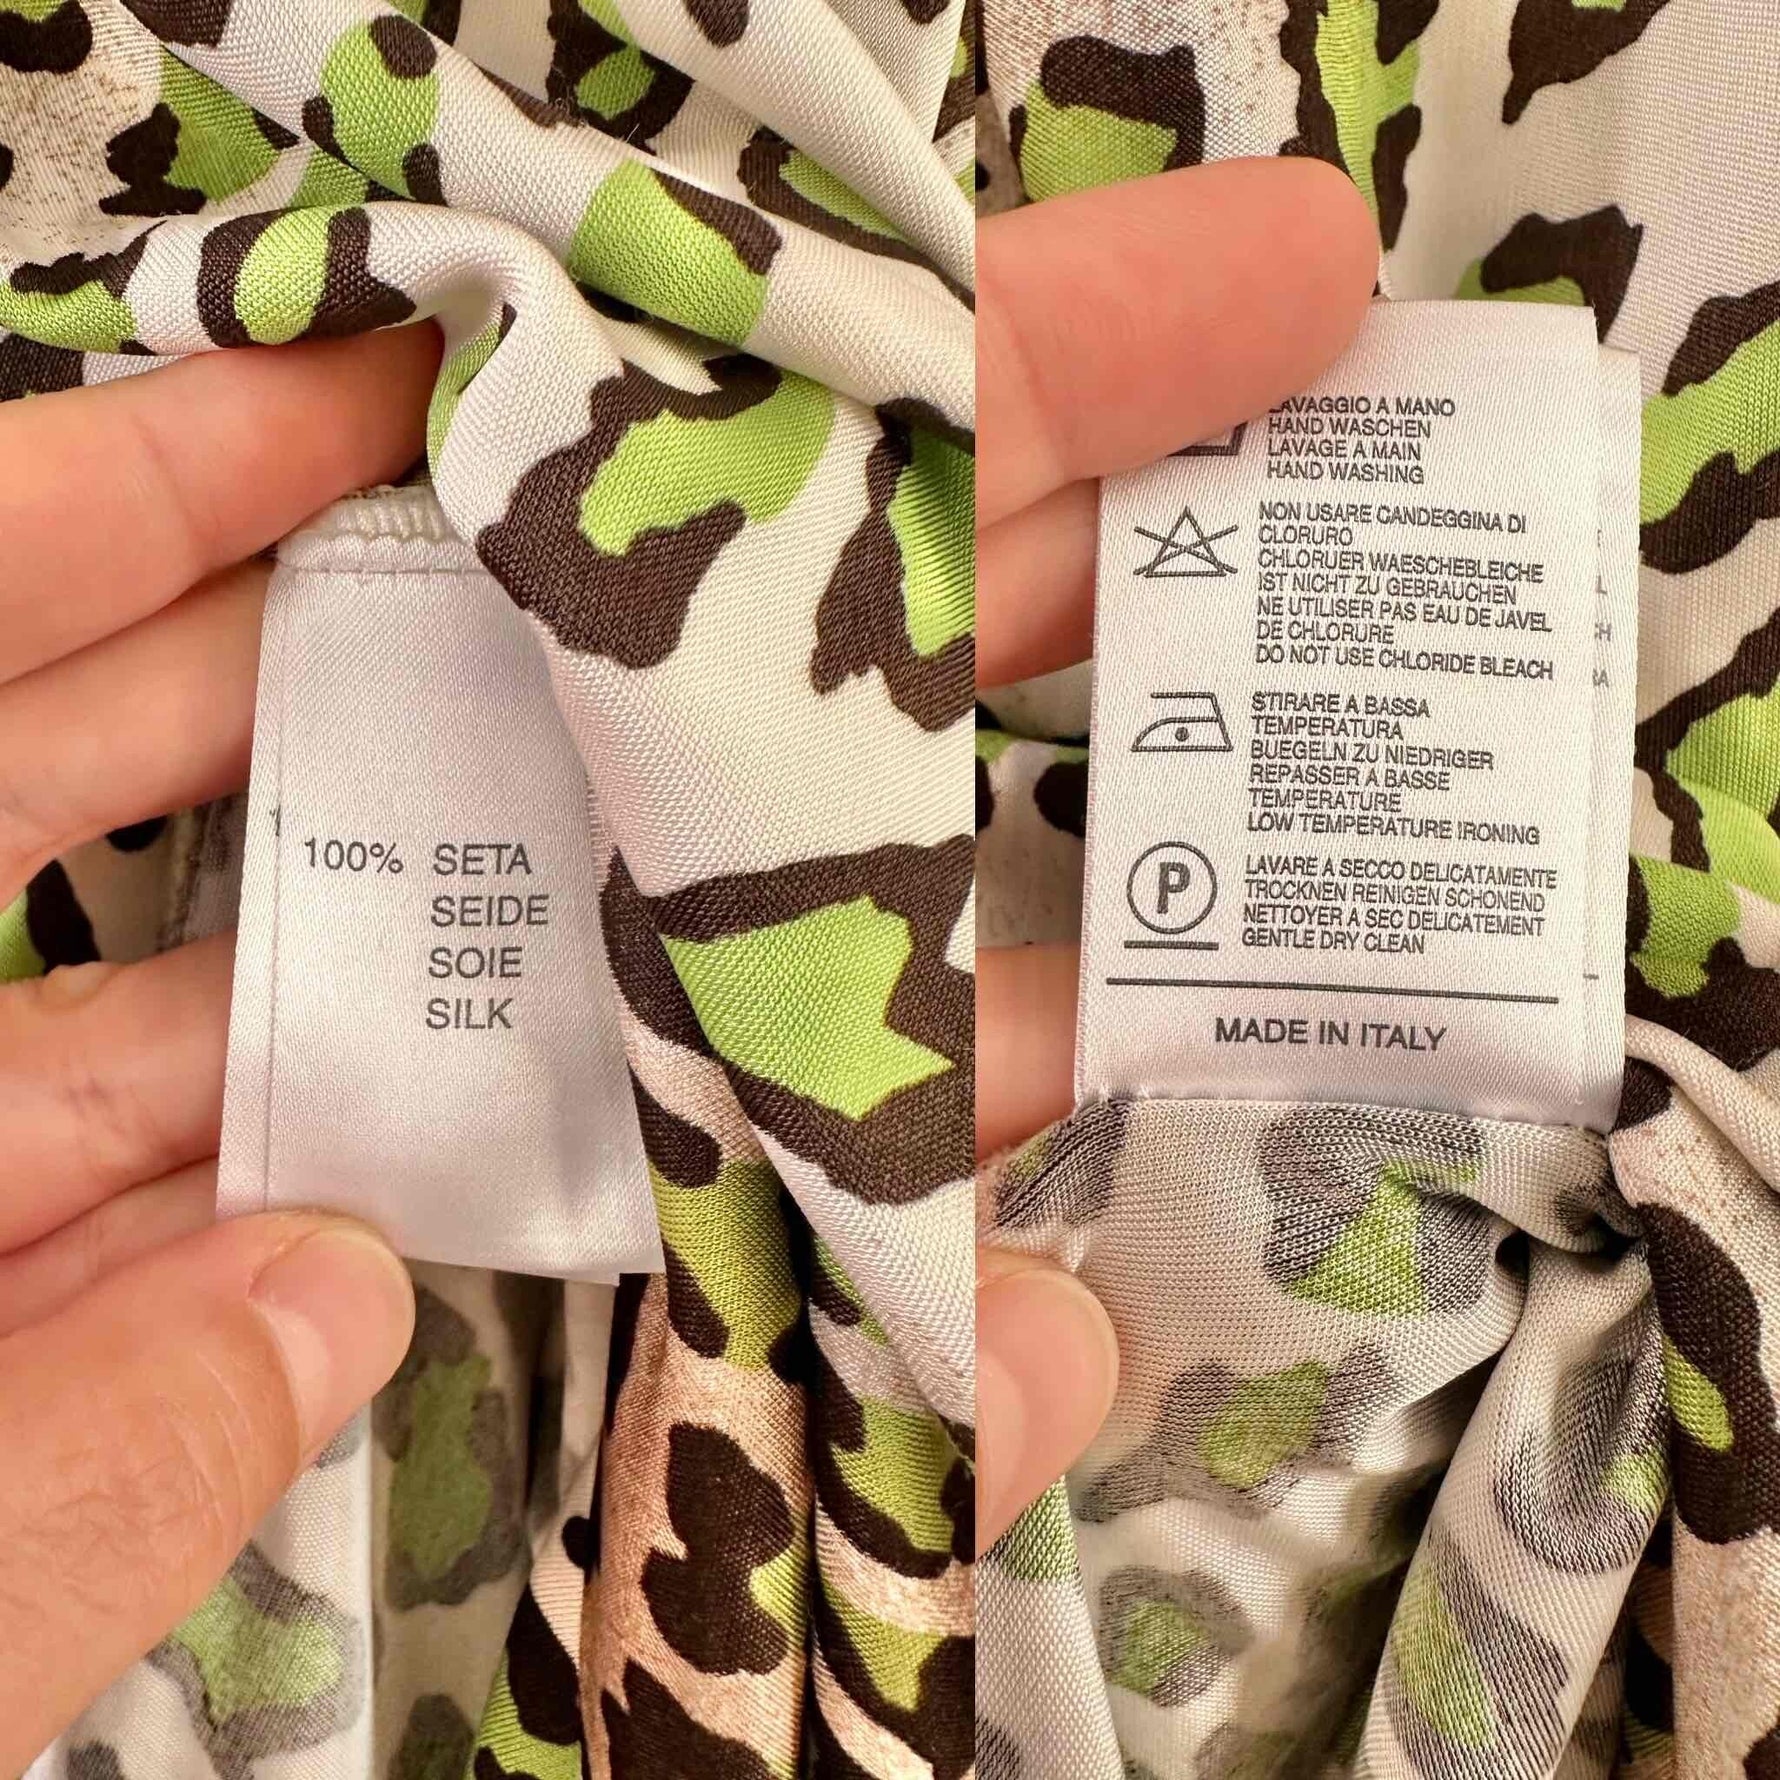 100% SETA
SEIDE
SOIE
SILK
LAVAGGIO A MANO
HAND WASCHEN
LAVAGE A MAIN
HAND WASHING
NON USARE CANDEGGINA DI
CLORURO
CHLORUER WAESCHEBLEICHE
IST NICHT ZU GEBRAUCHEN
NE UTILISER PAS EAU DE JAVEL
DE CHLORURE
DO NOT USE CHLORIDE BLEACH
STIRARE A BASSA
TEMPERATURA
BUEGELN ZU NIEDRIGER
REPASSER A BASSE
TEMPERATURE
LOW TEMPERATURE IRONING
P
LAVARE A SECCO DELICATAMENTE
TROCKNEN REINIGEN SCHONEND
NETTOYER A SEC DELICATEMENT
GENTLE DRY CLEAN
MADE IN ITALY